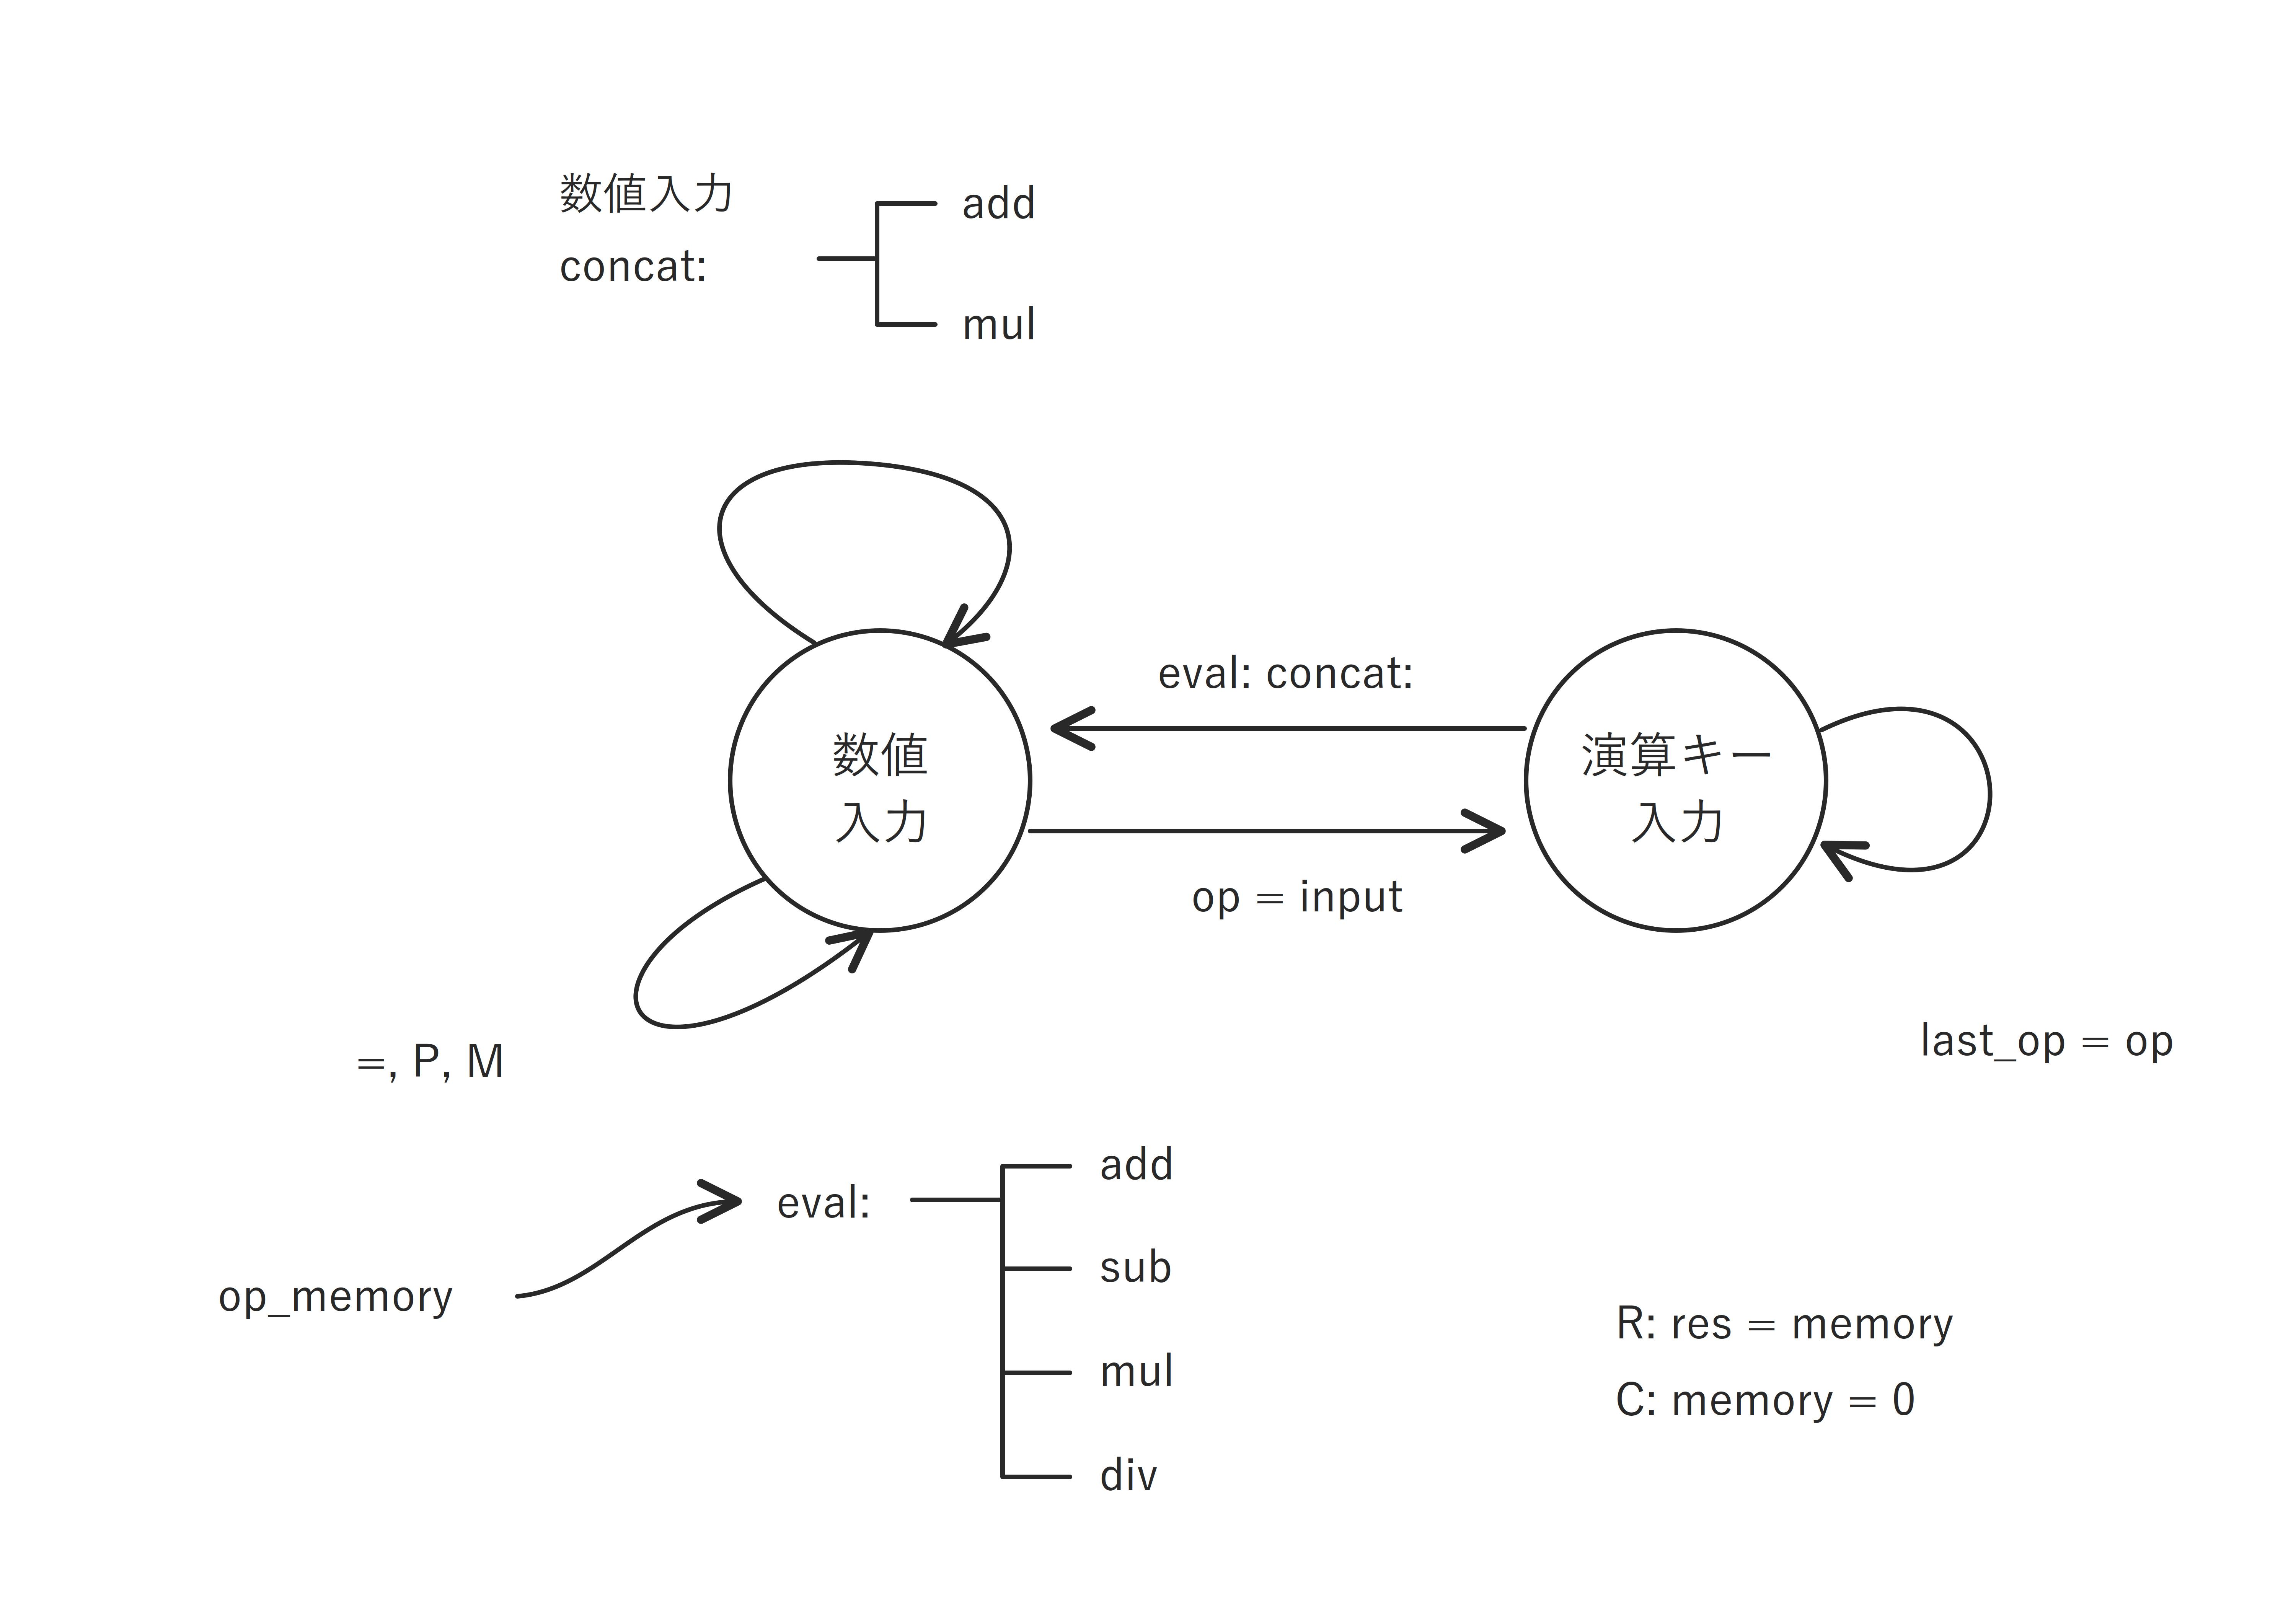 数値入力
concat:
add
mul
eval: concat:
数値
入力
演算キー
入力
op = input
=, P, M
last_op = op
eval:
add
sub
mul
div
op_memory
R: res = memory
C: memory = 0